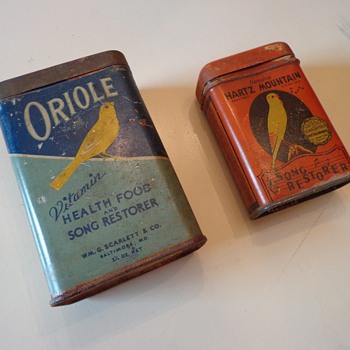 ORIOLE
Vitamin
HEALTH FOOD
AND
SONG RESTORER
WM. G. SCARLETT & CO.
BALTIMORE, MD.
HARTZ MOUNTAIN
SONG
RESTORER